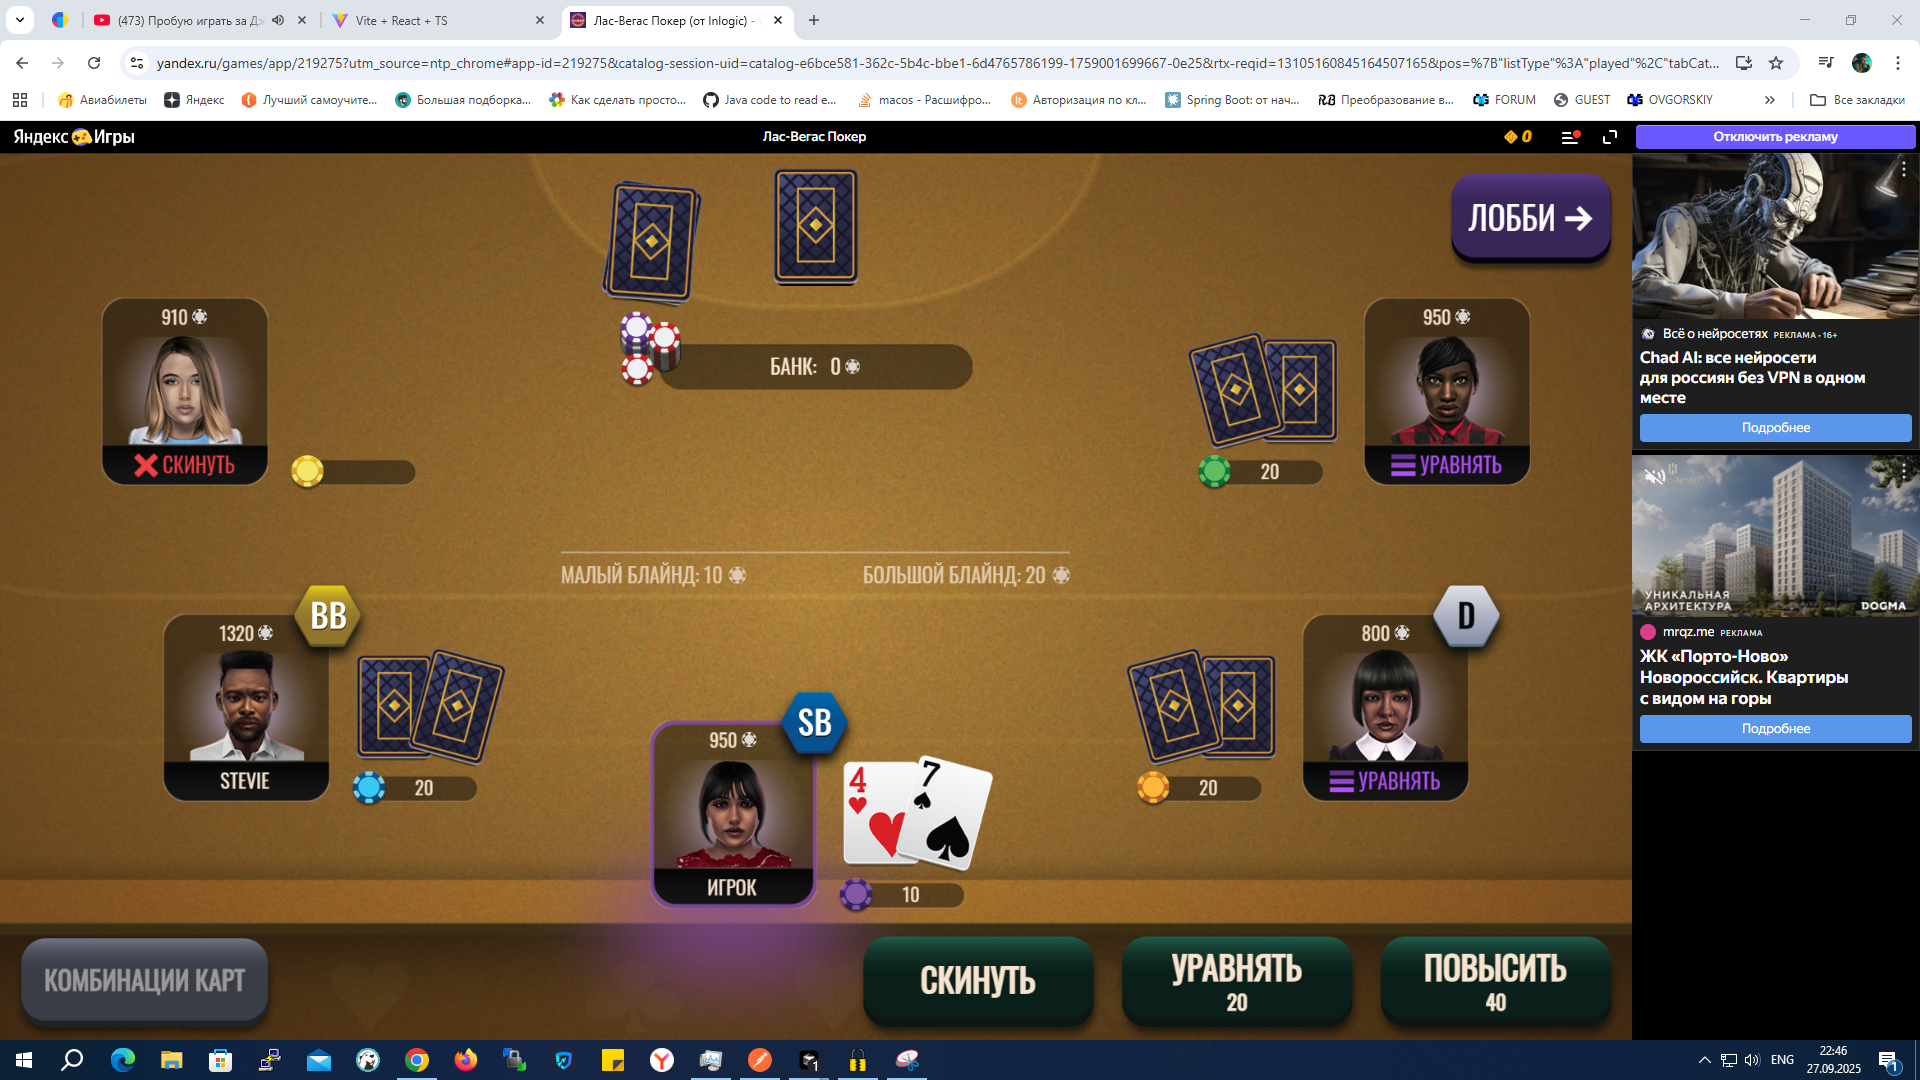 (473) Пробую играть за Дж
Vite + React + TS
Лас-Вегас Покер (от Inlogic) -
yandex.ru/games/app/219275?utm_source=ntp_chrome#app-id=219275&catalog-session-uid=catalog-e6bce581-362c-5b4c-bbe1-6d4765786199-1759001699667-0e25&rtx-reqid=13105160845164507165&pos=%7B"listType"%3A"played"%2C"tabCat...
Авиабилеты
Яндекс
Лучший самоучите...
Большая подборка...
Как сделать просто...
Java code to read e...
macos - Расшифро...
Авторизация по кл...
Spring Boot: от нач...
Преобразование в...
FORUM
GUEST
OVGORSKIY
Все закладки
Яндекс Игры
Лас-Вегас Покер
0
Отключить рекламу
ЛОББИ
910
СКИНУТЬ
БАНК: 0
950
УРАВНЯТЬ
20
МАЛЫЙ БЛАЙНД: 10
БОЛЬШОЙ БЛАЙНД: 20
BB
1320
STEVIE
20
SB
950
ИГРОК
4
7
10
D
800
УРАВНЯТЬ
20
КОМБИНАЦИИ КАРТ
СКИНУТЬ
УРАВНЯТЬ
20
ПОВЫСИТЬ
40
Всё о нейросетях РЕКЛАМА • 16+
Chad AI: все нейросети
для россиян без VPN в одном
месте
Подробнее
УНИКАЛЬНАЯ
АРХИТЕКТУРА
DOGMA
mrqz.me РЕКЛАМА
ЖК «Порто-Ново»
Новороссийск. Квартиры
с видом на горы
Подробнее
ENG
22:46
27.09.2025
1